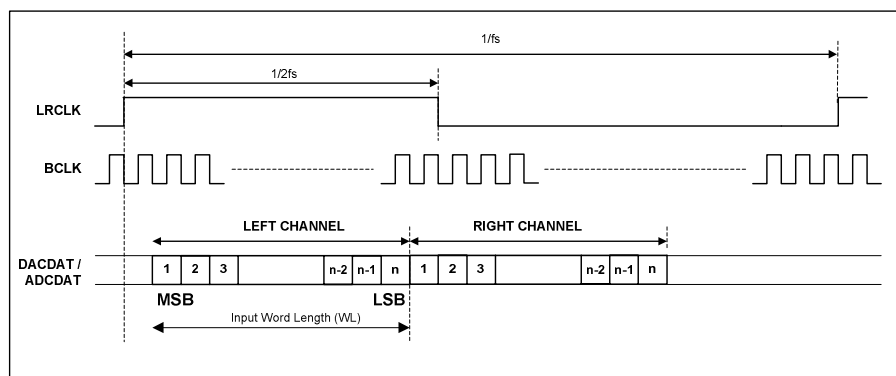 1/fs
1/2fs
LRCLK
BCLK
LEFT CHANNEL
RIGHT CHANNEL
DACDAT /
ADCDAT
1 2 3 n-2 n-1 n 1 2 3 n-2 n-1 n
MSB LSB
Input Word Length (WL)